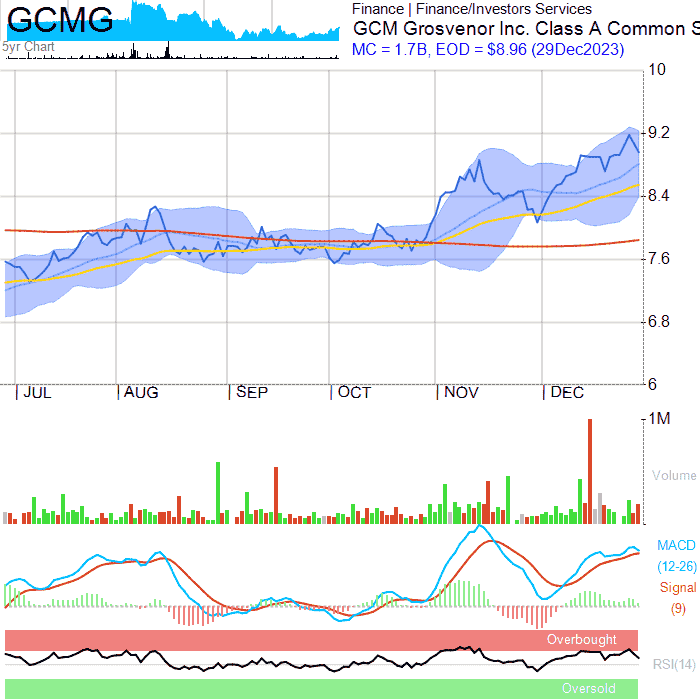 GCMG
5yr Chart
Finance | Finance/Investors Services
GCM Grosvenor Inc. Class A Common S
MC = 1.7B, EOD = $8.96 (29Dec2023)
10
9.2
8.4
7.6
6.8
6
JUL AUG SEP OCT NOV DEC
1M
Volume
MACD
(12-26)
Signal
(9)
Overbought
RSI(14)
Oversold